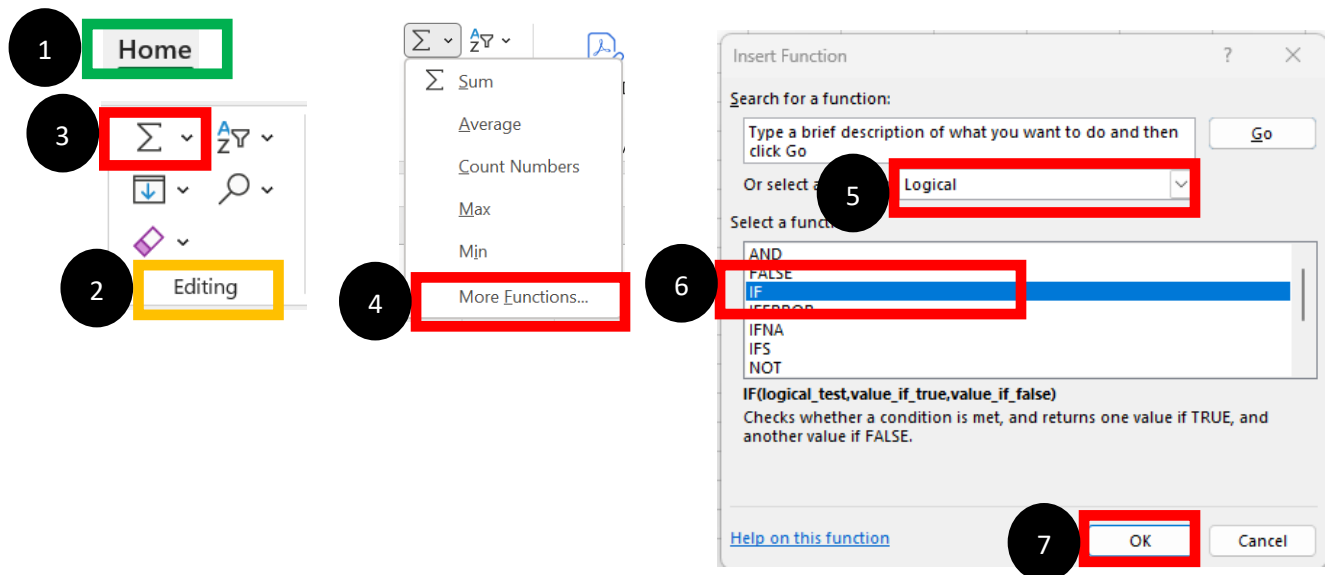 1
Home
3
2
Editing
Sum
Average
Count Numbers
Max
Min
4
More Functions...
Insert Function
Search for a function:
Type a brief description of what you want to do and then
click Go
Go
Or select a
5
Logical
Select a
AND
FALSE
6
IF
IFERROR
IFNA
IFS
NOT
IF(logical_test,value_if_true,value_if_false)
Checks whether a condition is met, and returns one value if TRUE, and
another value if FALSE.
Help on this function
7
OK
Cancel